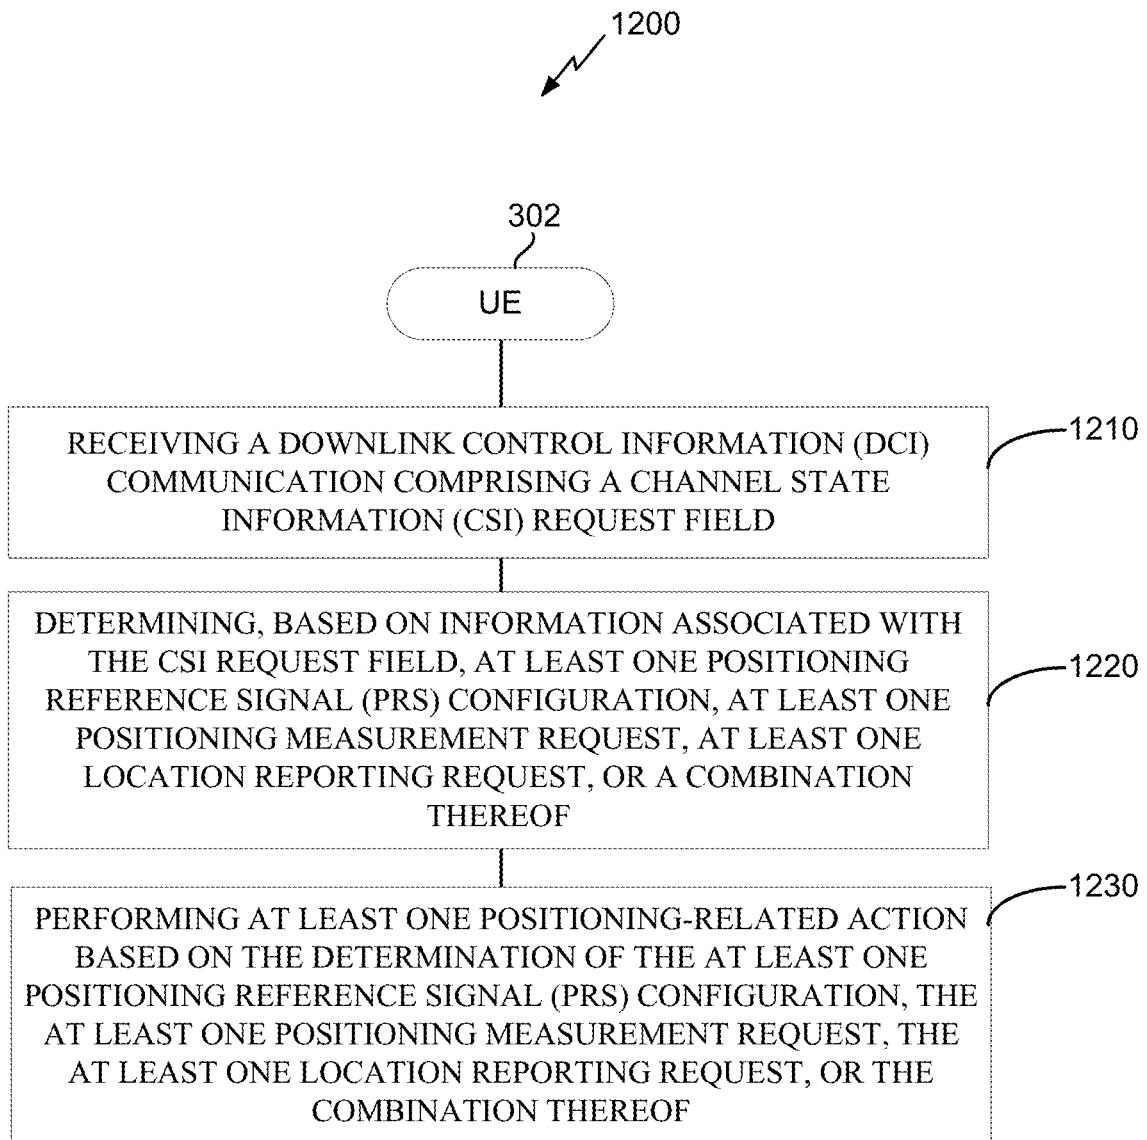 1200
302
UE
RECEIVING A DOWNLINK CONTROL INFORMATION (DCI)
COMMUNICATION COMPRISING A CHANNEL STATE
INFORMATION (CSI) REQUEST FIELD
1210
DETERMINING, BASED ON INFORMATION ASSOCIATED WITH
THE CSI REQUEST FIELD, AT LEAST ONE POSITIONING
REFERENCE SIGNAL (PRS) CONFIGURATION, AT LEAST ONE
POSITIONING MEASUREMENT REQUEST, AT LEAST ONE
LOCATION REPORTING REQUEST, OR A COMBINATION
THEREOF
1220
PERFORMING AT LEAST ONE POSITIONING-RELATED ACTION
BASED ON THE DETERMINATION OF THE AT LEAST ONE
POSITIONING REFERENCE SIGNAL (PRS) CONFIGURATION, THE
AT LEAST ONE POSITIONING MEASUREMENT REQUEST, THE
AT LEAST ONE LOCATION REPORTING REQUEST, OR THE
COMBINATION THEREOF
1230